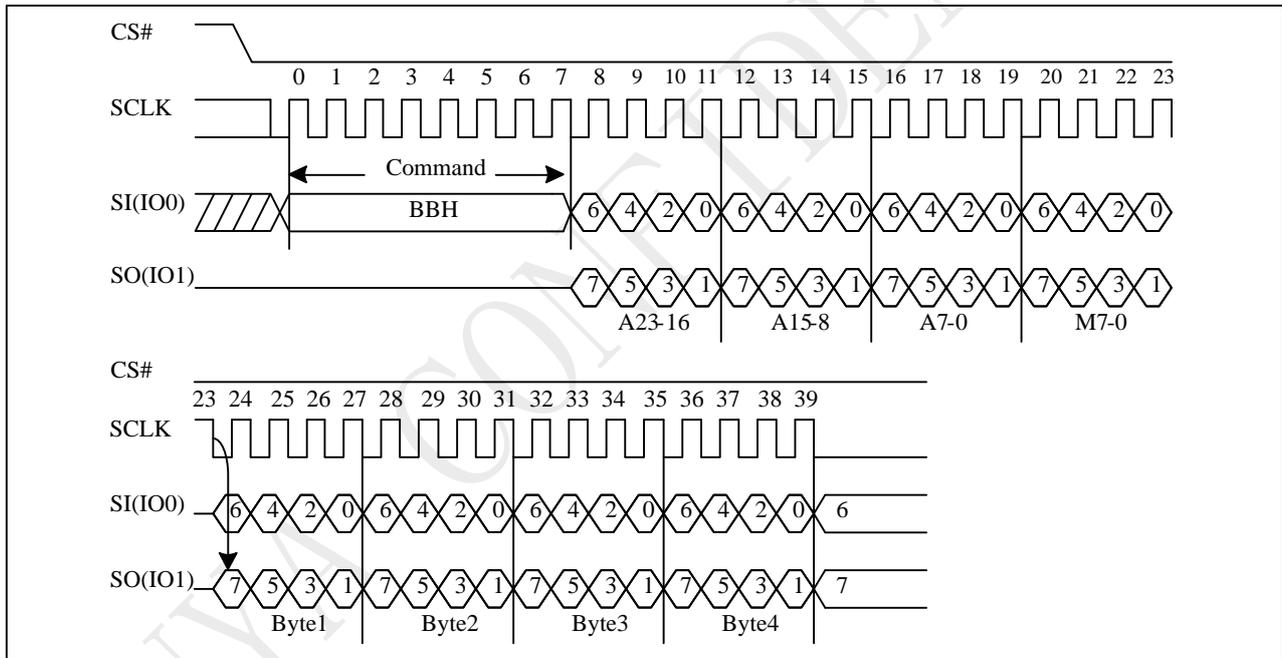 CS#
0 1 2 3 4 5 6 7 8 9 10 11 12 13 14 15 16 17 18 19 20 21 22 23
SCLK
Command
SI(IO0) BBH 6 4 2 0 6 4 2 0 6 4 2 0 6 4 2 0
SO(IO1) 7 5 3 1 7 5 3 1 7 5 3 1 7 5 3 1
A23-16 A15-8 A7-0 M7-0
CS#
23 24 25 26 27 28 29 30 31 32 33 34 35 36 37 38 39
SCLK
SI(IO0) 6 4 2 0 6 4 2 0 6 4 2 0 6 4 2 0 6
SO(IO1) 7 5 3 1 7 5 3 1 7 5 3 1 7 5 3 1 7
Byte1 Byte2 Byte3 Byte4